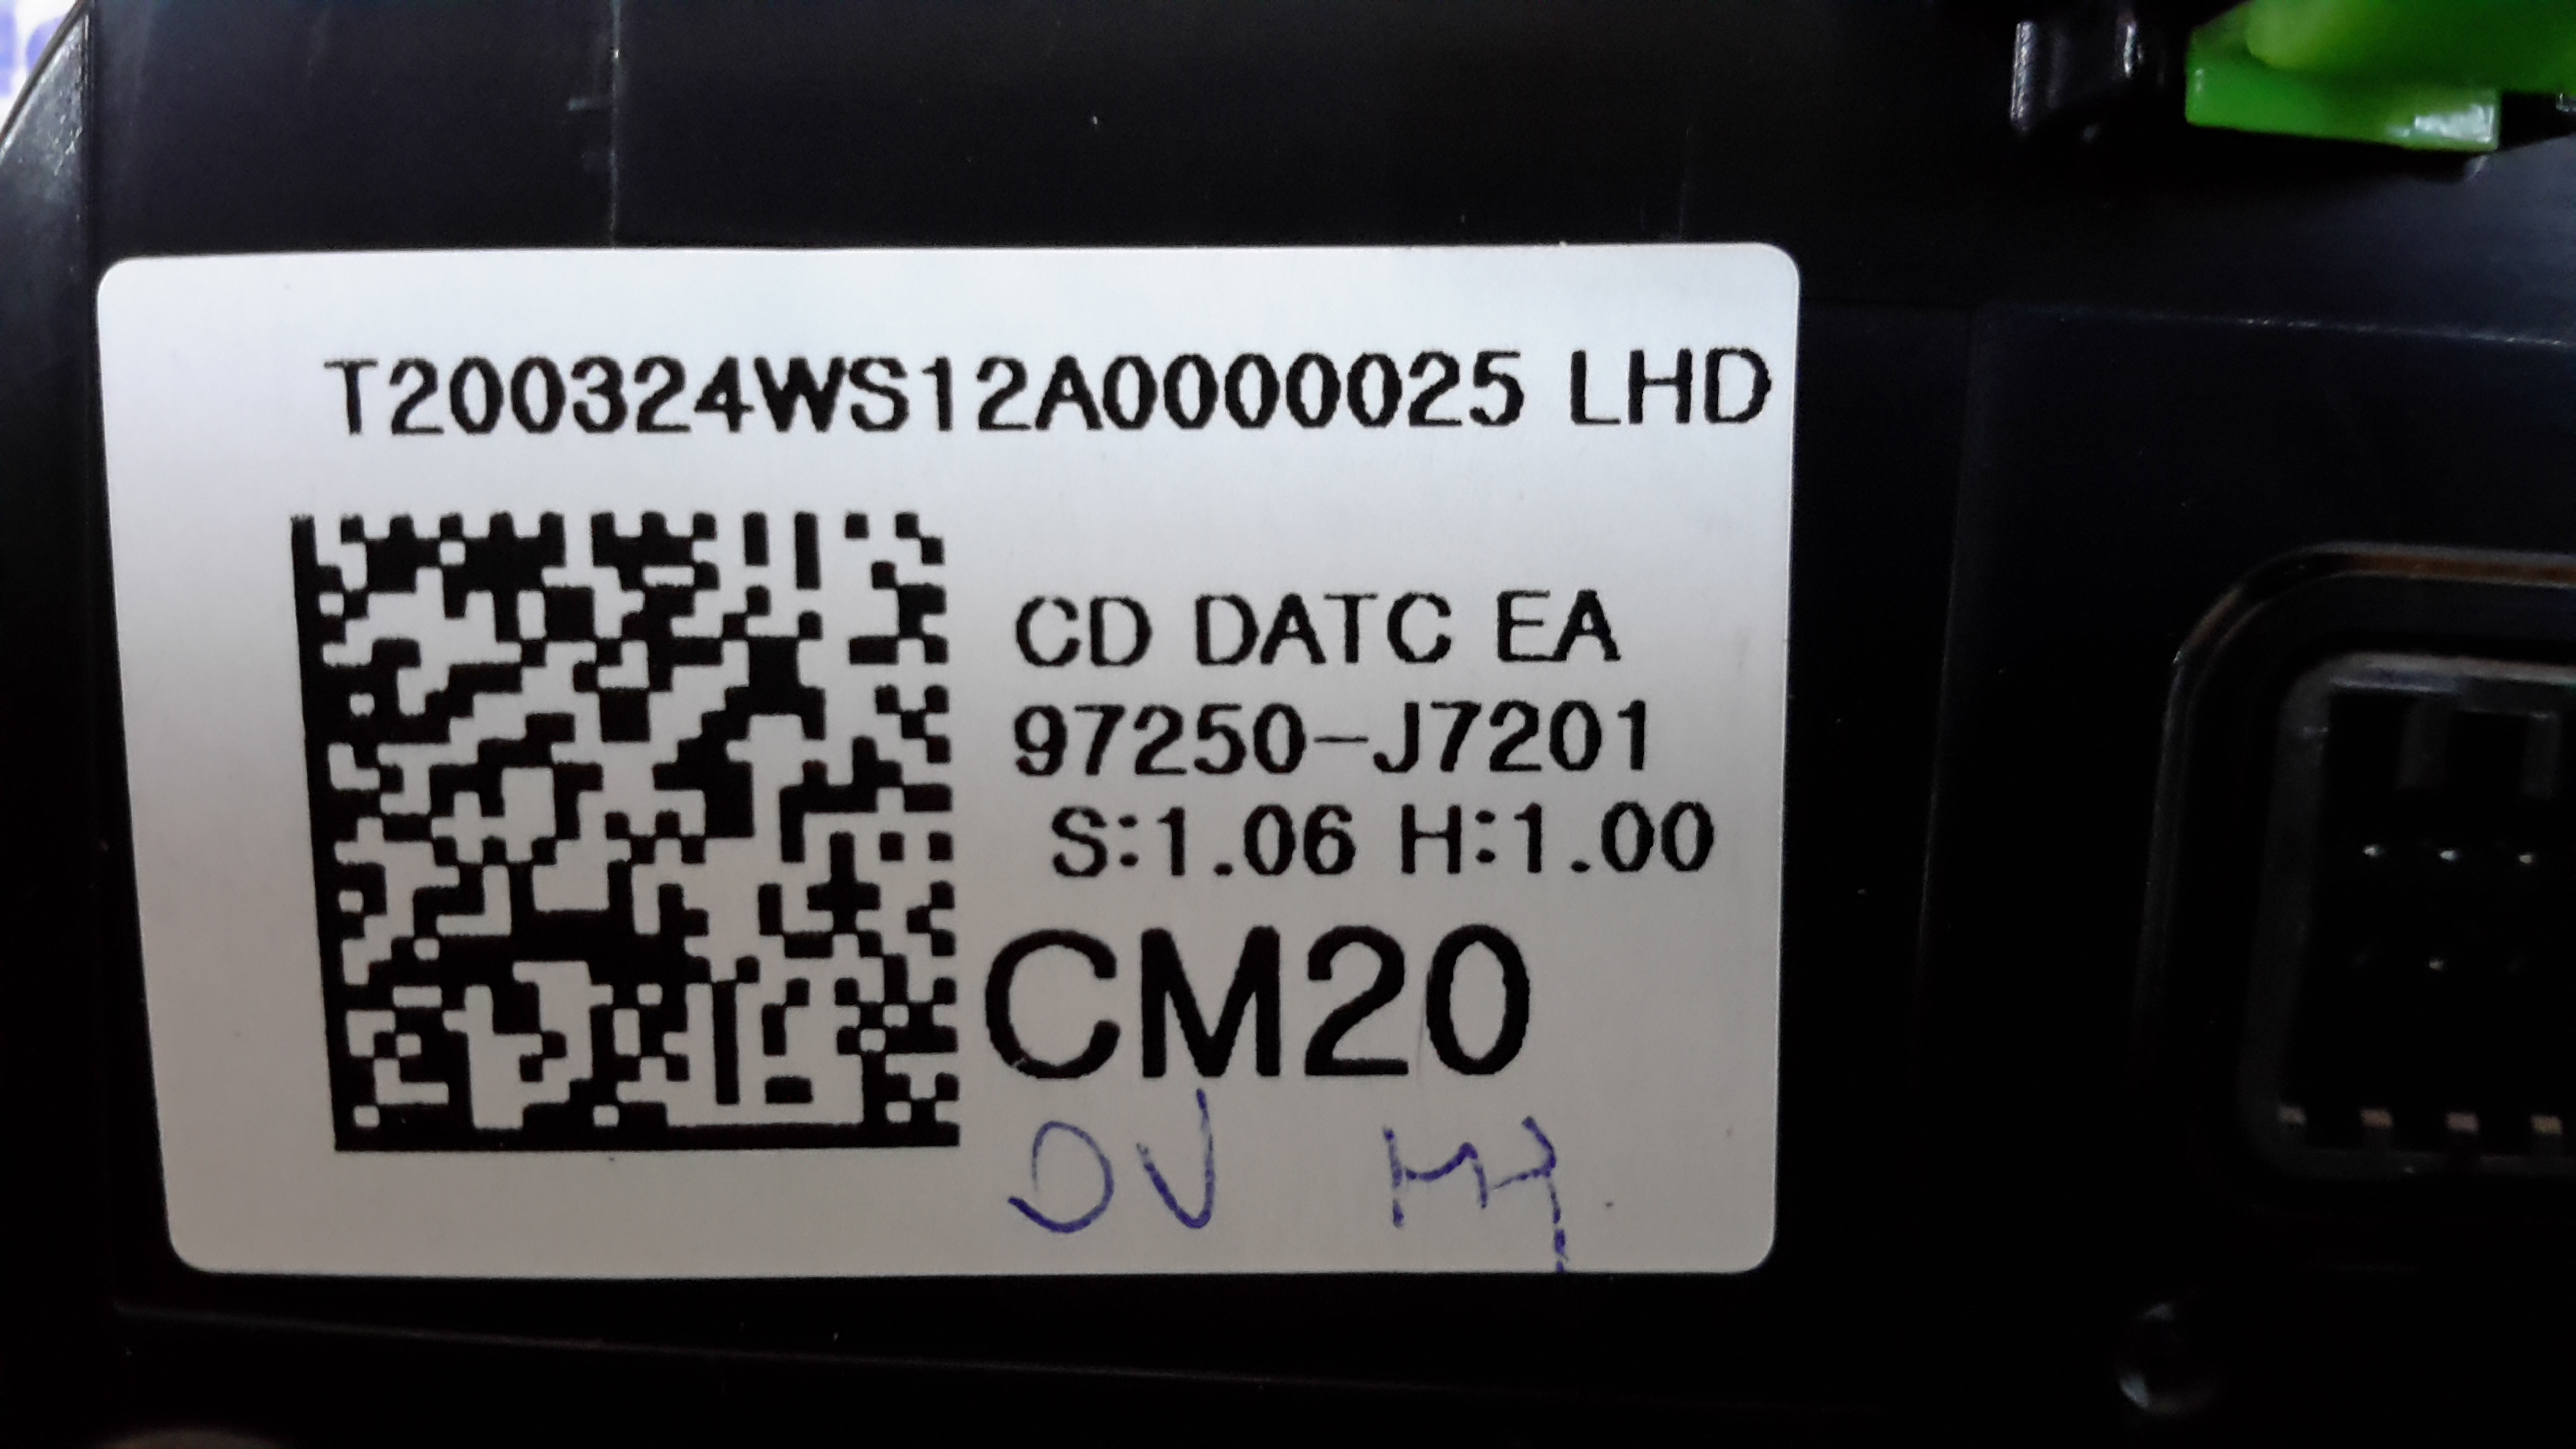 T200324WS12A0000025 LHD
CD DATC EA
97250-J7201
S:1.06 H:1.00
CM20